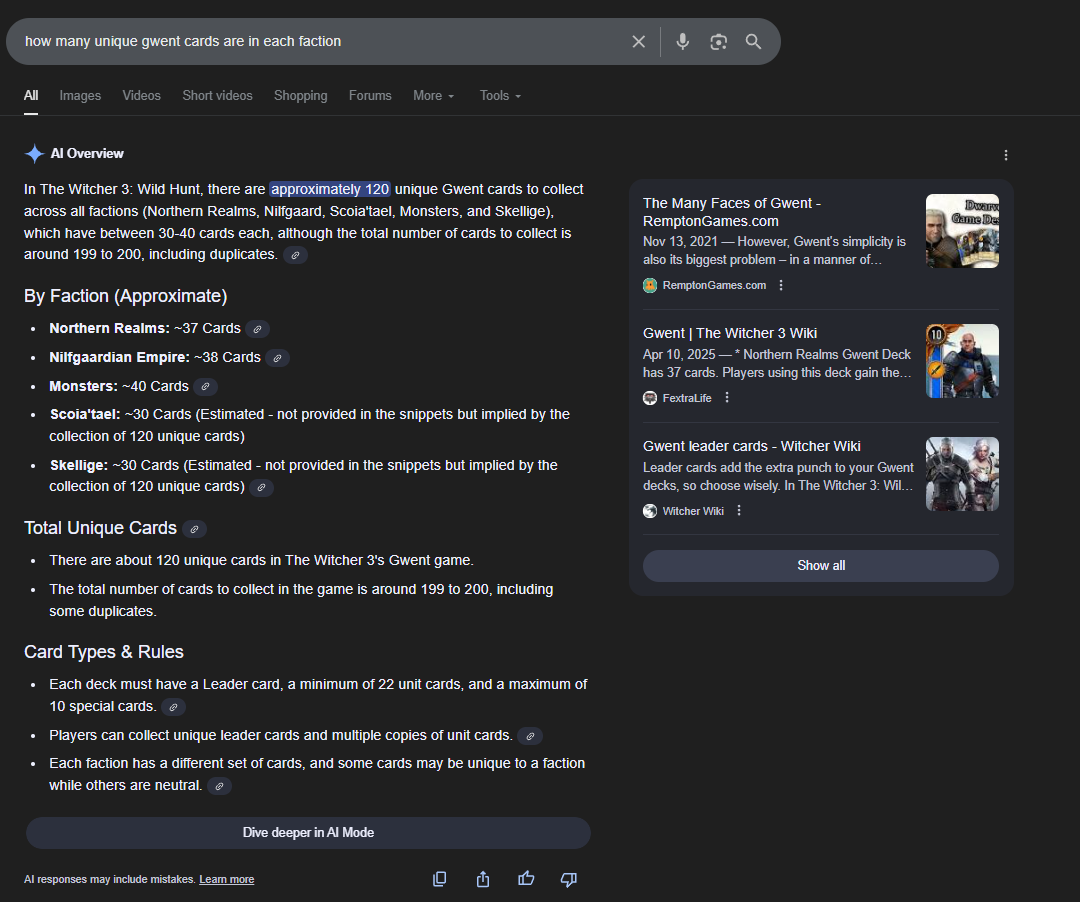 how many unique gwent cards are in each faction
All Images Videos Short videos Shopping Forums More Tools
AI Overview
In The Witcher 3: Wild Hunt, there are approximately 120 unique Gwent cards to collect
across all factions (Northern Realms, Nilfgaard, Scoia'tael, Monsters, and Skellige),
which have between 30-40 cards each, although the total number of cards to collect is
around 199 to 200, including duplicates.
By Faction (Approximate)
• Northern Realms: ~37 Cards
• Nilfgaardian Empire: ~38 Cards
• Monsters: ~40 Cards
• Scoia'tael: ~30 Cards (Estimated - not provided in the snippets but implied by the
collection of 120 unique cards)
• Skellige: ~30 Cards (Estimated - not provided in the snippets but implied by the
collection of 120 unique cards)
Total Unique Cards
• There are about 120 unique cards in The Witcher 3's Gwent game.
• The total number of cards to collect in the game is around 199 to 200, including
some duplicates.
Card Types & Rules
• Each deck must have a Leader card, a minimum of 22 unit cards, and a maximum of
10 special cards.
• Players can collect unique leader cards and multiple copies of unit cards.
• Each faction has a different set of cards, and some cards may be unique to a faction
while others are neutral.
Dive deeper in AI Mode
AI responses may include mistakes. Learn more
The Many Faces of Gwent -
RemptonGames.com
Nov 13, 2021 — However, Gwent's simplicity is
also its biggest problem – in a manner of...
RemptonGames.com
Dwarv
Game Des
Gwent | The Witcher 3 Wiki
Apr 10, 2025 — * Northern Realms Gwent Deck
has 37 cards. Players using this deck gain the...
FextraLife
10
Gwent leader cards - Witcher Wiki
Leader cards add the extra punch to your Gwent
decks, so choose wisely. In The Witcher 3: Wil...
Witcher Wiki
Show all